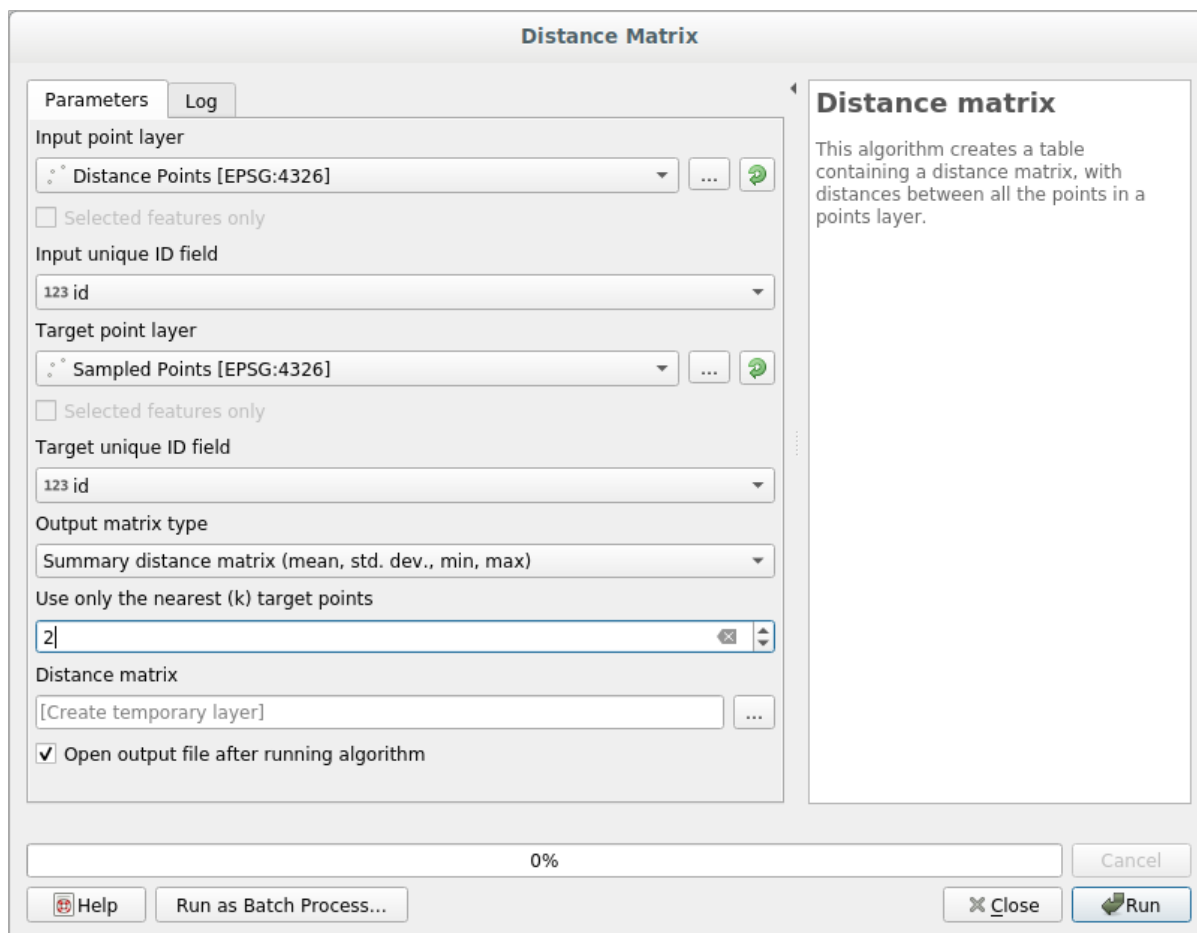 Distance Matrix
Parameters
Log
Input point layer
Distance Points [EPSG:4326]
...
Selected features only
Input unique ID field
123 id
Target point layer
Sampled Points [EPSG:4326]
...
Selected features only
Target unique ID field
123 id
Output matrix type
Summary distance matrix (mean, std. dev., min, max)
Use only the nearest (k) target points
2
Distance matrix
[Create temporary layer]
...
Open output file after running algorithm
Distance matrix
This algorithm creates a table
containing a distance matrix, with
distances between all the points in a
points layer.
0%
Cancel
Help
Run as Batch Process...
Close
Run